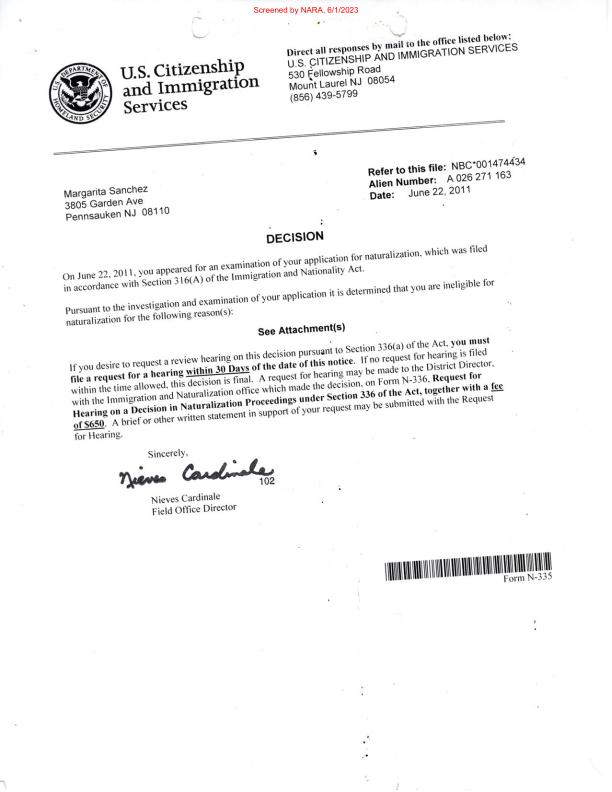 Screened by NARA, 6/1/2023
U.S. DEPARTMENT OF
HOMELAND SECURITY
U.S. Citizenship
and Immigration
Services
Direct all responses by mail to the office listed below:
U.S. CITIZENSHIP AND IMMIGRATION SERVICES
530 Fellowship Road
Mount Laurel NJ 08054
(856) 439-5799
Margarita Sanchez
3805 Garden Ave
Pennsauken NJ 08110
Refer to this file: NBC*001474434
Alien Number: A 026 271 163
Date: June 22, 2011
DECISION
On June 22, 2011, you appeared for an examination of your application for naturalization, which was filed
in accordance with Section 316(A) of the Immigration and Nationality Act.
Pursuant to the investigation and examination of your application it is determined that you are ineligible for
naturalization for the following reason(s):
See Attachment(s)
If you desire to request a review hearing on this decision pursuant to Section 336(a) of the Act, you must
file a request for a hearing within 30 Days of the date of this notice. If no request for hearing is filed
within the time allowed, this decision is final. A request for hearing may be made to the District Director,
with the Immigration and Naturalization office which made the decision, on Form N-336, Request for
Hearing on a Decision in Naturalization Proceedings under Section 336 of the Act, together with a fee
of $650. A brief or other written statement in support of your request may be submitted with the Request
for Hearing.
Sincerely,
Nieves Cardinale
102
Nieves Cardinale
Field Office Director
Form N-335